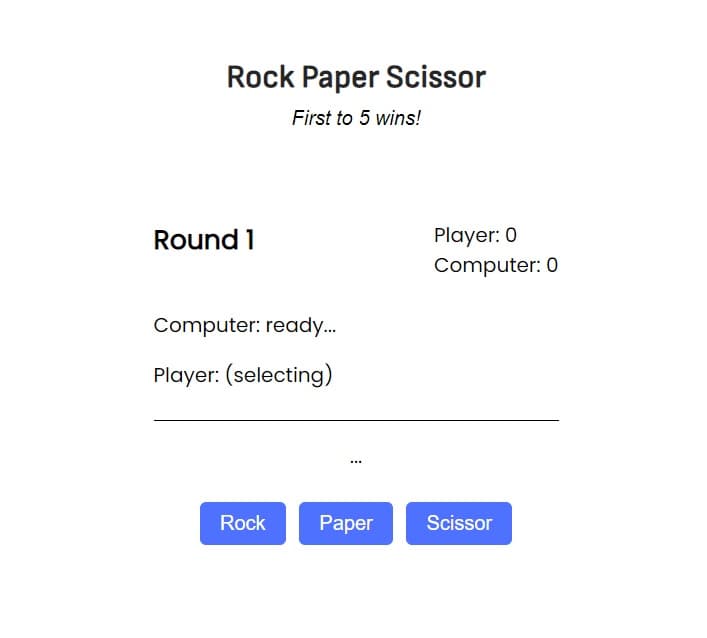 Rock Paper Scissor
First to 5 wins!
Round 1
Player: 0
Computer: 0
Computer: ready...
Player: (selecting)
...
Rock
Paper
Scissor